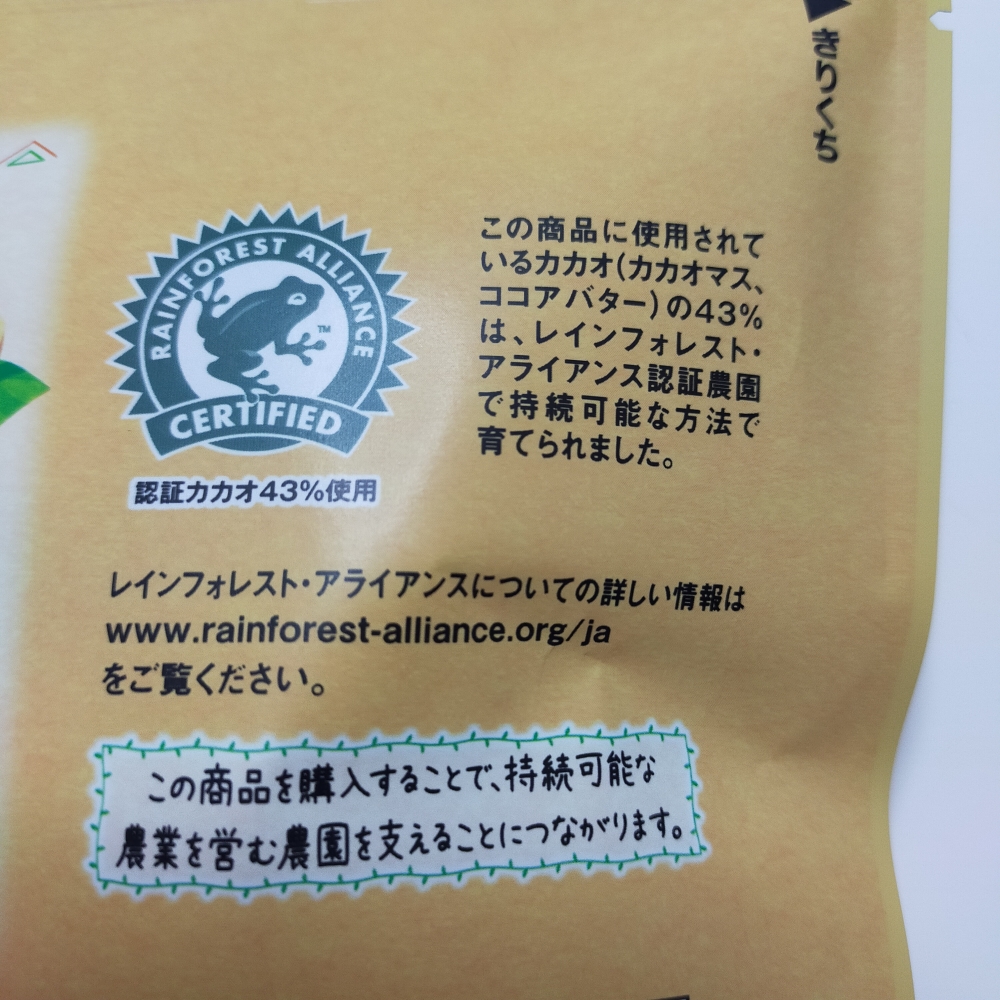 きりくち
RAINFOREST ALLIANCE
TM
CERTIFIED
認証カカオ43%使用
この商品に使用されて
いるカカオ(カカオマス、
ココアバター)の43%
は、レインフォレスト・
アライアンス認証農園
で持続可能な方法で
育てられました。
レインフォレスト・アライアンスについての詳しい情報は
www.rainforest-alliance.org/ja
をご覧ください。
この商品を購入することで、持続可能な
農業を営む農園を支えることにつながります。